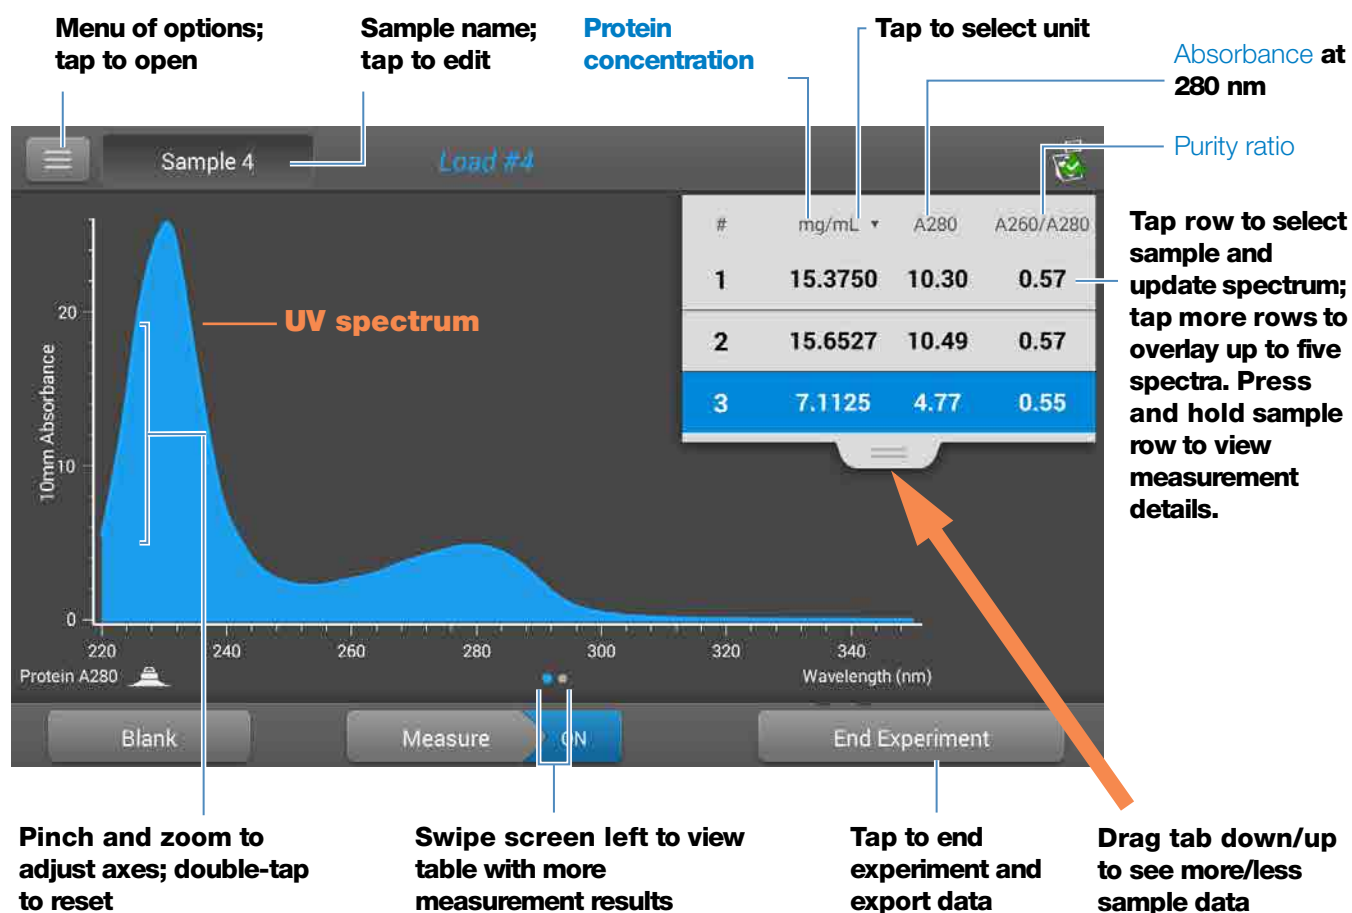 Menu of options;
tap to open
Sample name;
tap to edit
Protein
concentration
Tap to select unit
Absorbance at
280 nm
Purity ratio
Sample 4
Load #4
# mg/mL ▾ A280 A260/A280
1 15.3750 10.30 0.57
2 15.6527 10.49 0.57
3 7.1125 4.77 0.55
Tap row to select
sample and
update spectrum;
tap more rows to
overlay up to five
spectra. Press
and hold sample
row to view
measurement
details.
UV spectrum
10mm Absorbance
20
10
0
220 240 260 280 300 320 340
Protein A280
Wavelength (nm)
Blank
Measure
ON
End Experiment
Pinch and zoom to
adjust axes; double-tap
to reset
Swipe screen left to view
table with more
measurement results
Tap to end
experiment and
export data
Drag tab down/up
to see more/less
sample data